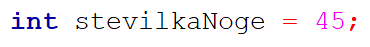 int stevilkaNoge = 45;